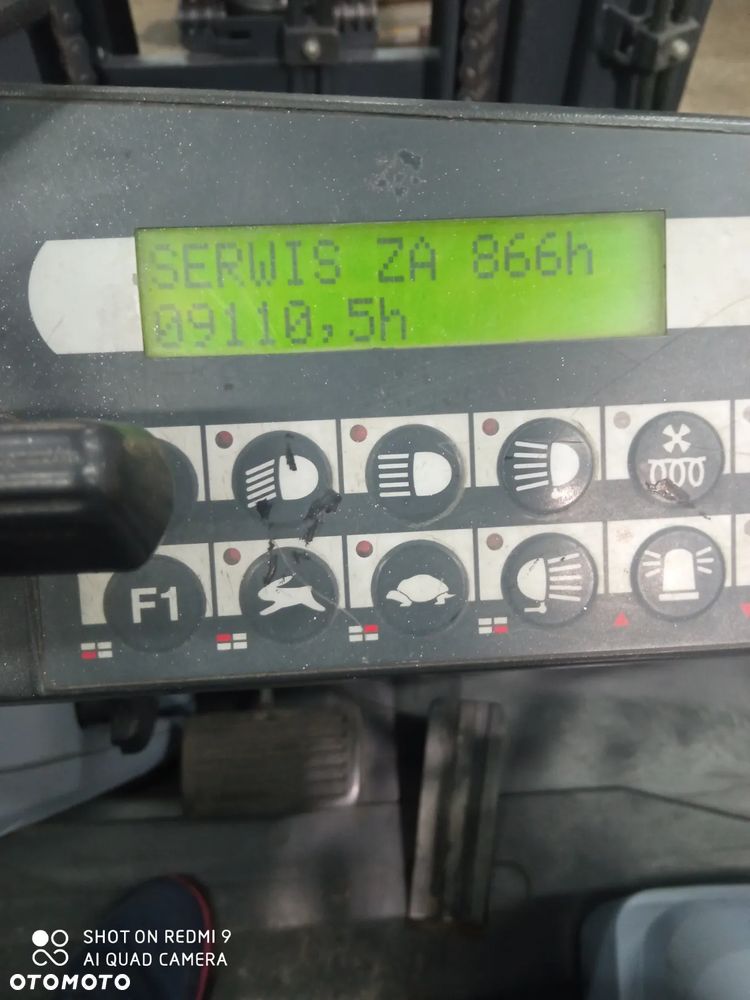 SERWIS ZA 866h
09110,5h
F1
SHOT ON REDMI 9
AI QUAD CAMERA
OTOMOTO